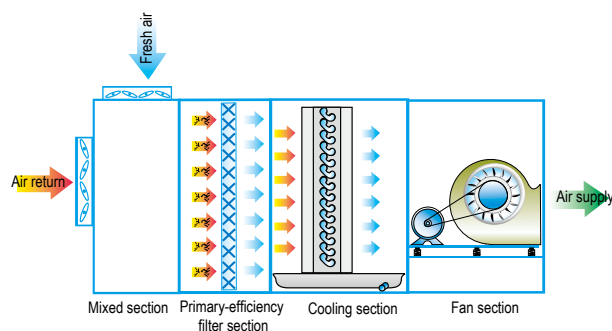 Fresh air
Air return
Air supply
Mixed section
Primary-efficiency
filter section
Cooling section
Fan section